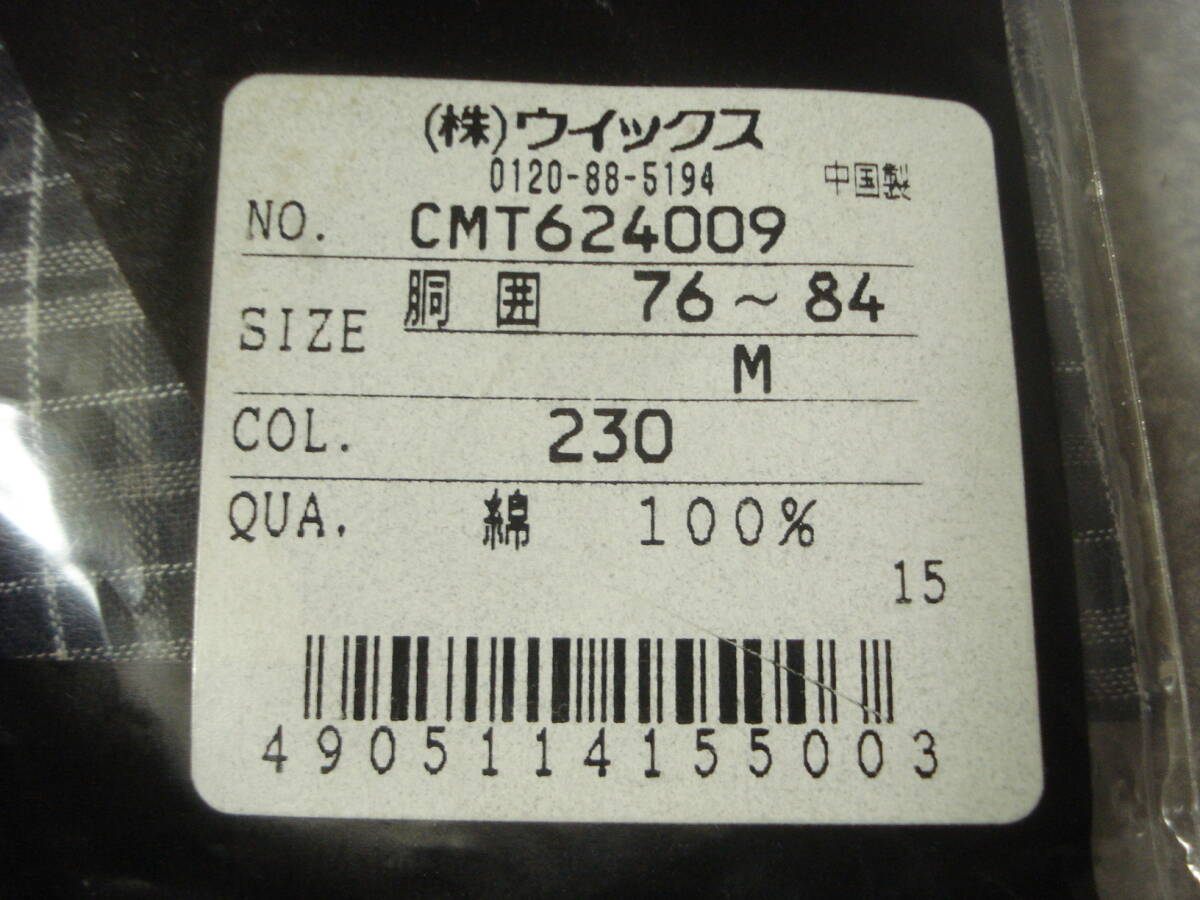 (株)ウイックス
0120-88-5194 中国製
NO. CMT624009
SIZE 胴囲 76～84
M
COL. 230
QUA. 綿 100%
15
4905114155003